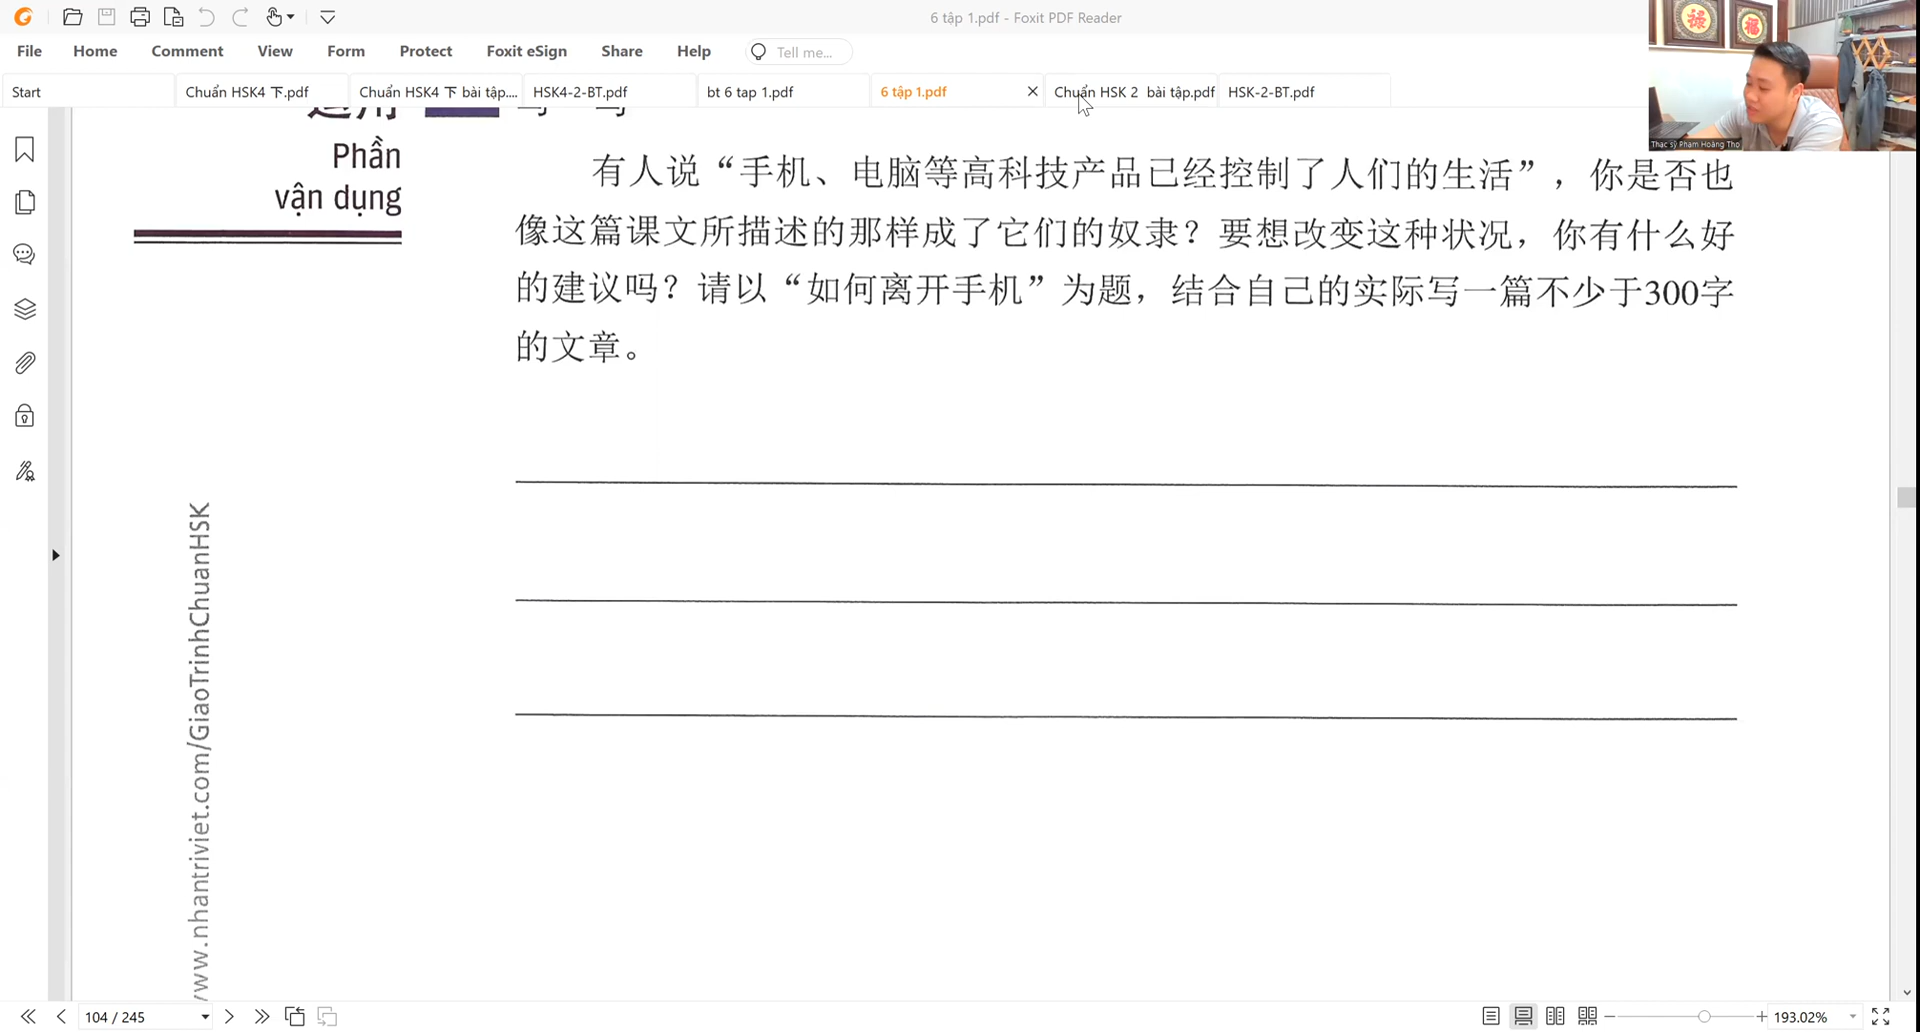 6 tập 1.pdf - Foxit PDF Reader
File Home Comment View Form Protect Foxit eSign Share Help Tell me...
Start Chuẩn HSK4 下.pdf Chuẩn HSK4 下 bài tập.... HSK4-2-BT.pdf bt 6 tap 1.pdf 6 tập 1.pdf Chuẩn HSK 2 bài tập.pdf HSK-2-BT.pdf
禄 福
Thạc sỹ Phạm Hoàng Thọ
Phần
vận dụng
有人说“手机、电脑等高科技产品已经控制了人们的生活”，你是否也
像这篇课文所描述的那样成了它们的奴隶？要想改变这种状况，你有什么好
的建议吗？请以“如何离开手机”为题，结合自己的实际写一篇不少于300字
的文章。
www.nhantriviet.com/GiaoTrinhChuanHSK
104 / 245
193.02%